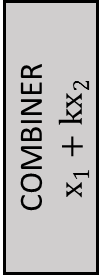 COMBINER
x₁ + kx₂